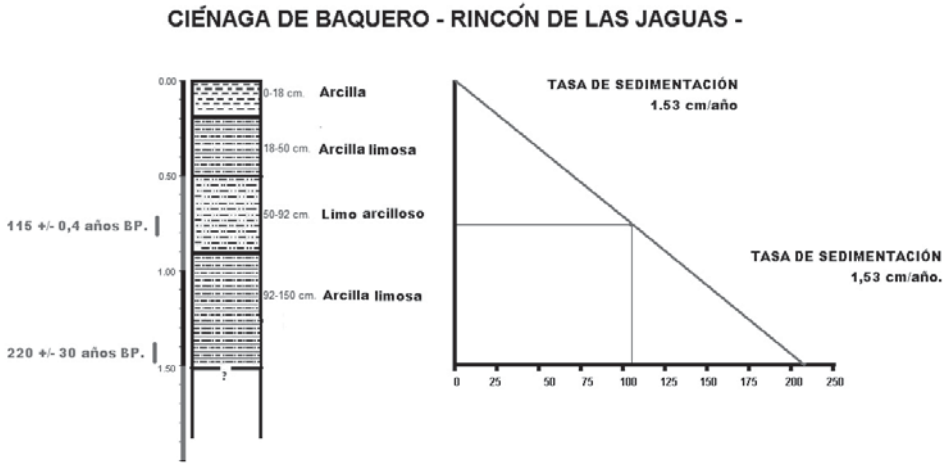 CIÉNAGA DE BAQUERO - RINCÓN DE LAS JAGUAS -
0.00
0-18 cm. Arcilla
18-50 cm. Arcilla limosa
0.50
50-92 cm. Limo arcilloso
115 +/- 0,4 años BP.
1.00
92-150 cm. Arcilla limosa
220 +/- 30 años BP.
1.50
?
TASA DE SEDIMENTACIÓN
1.53 cm/año
TASA DE SEDIMENTACIÓN
1,53 cm/año.
0 25 50 75 100 125 150 175 200 250